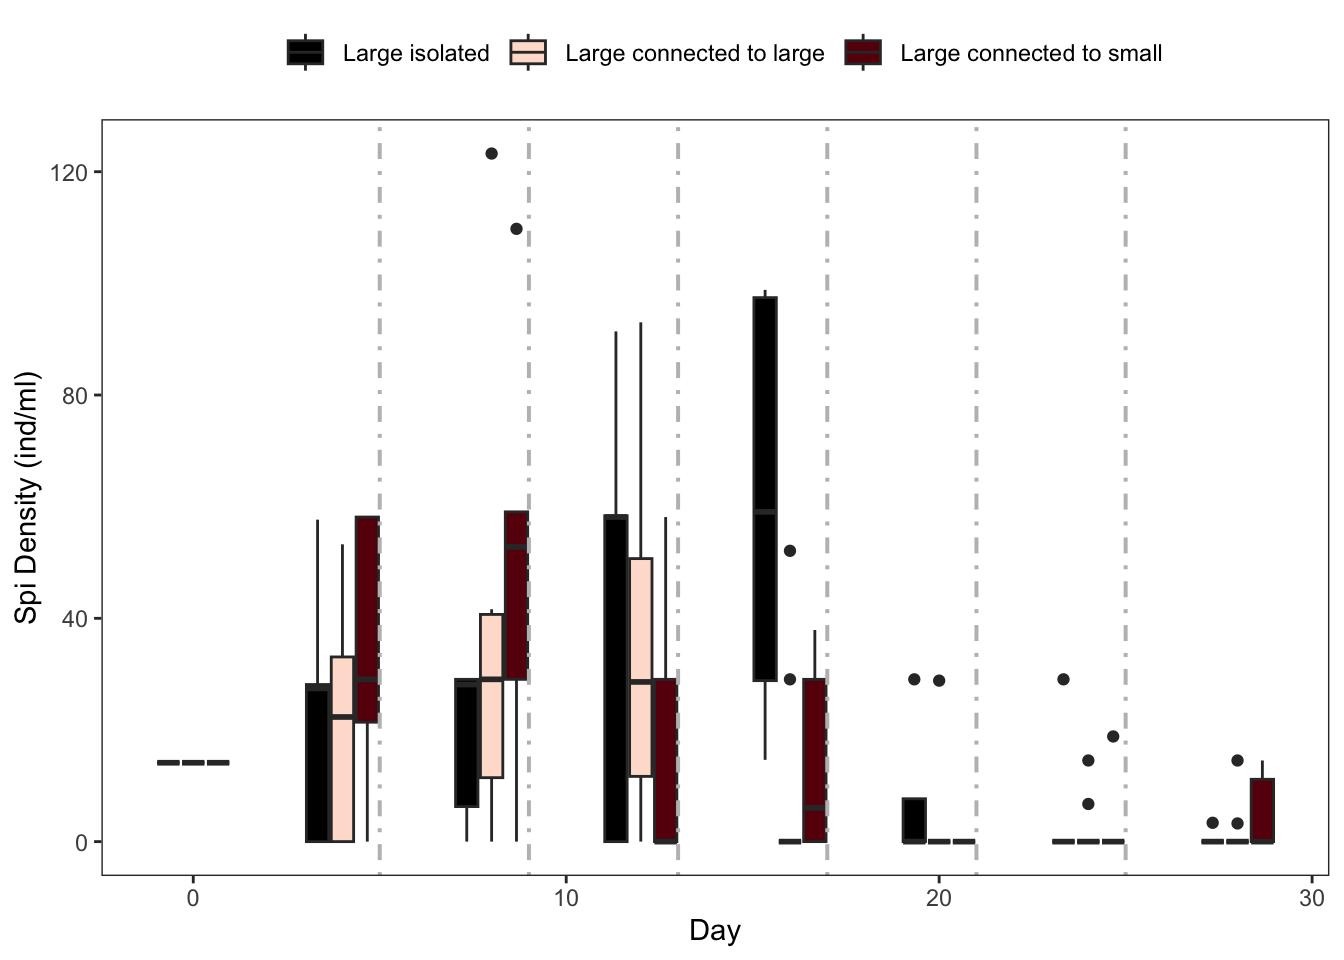 Large isolated Large connected to large Large connected to small
120
80
40
0
Spi Density (ind/ml)
0 10 20 30
Day